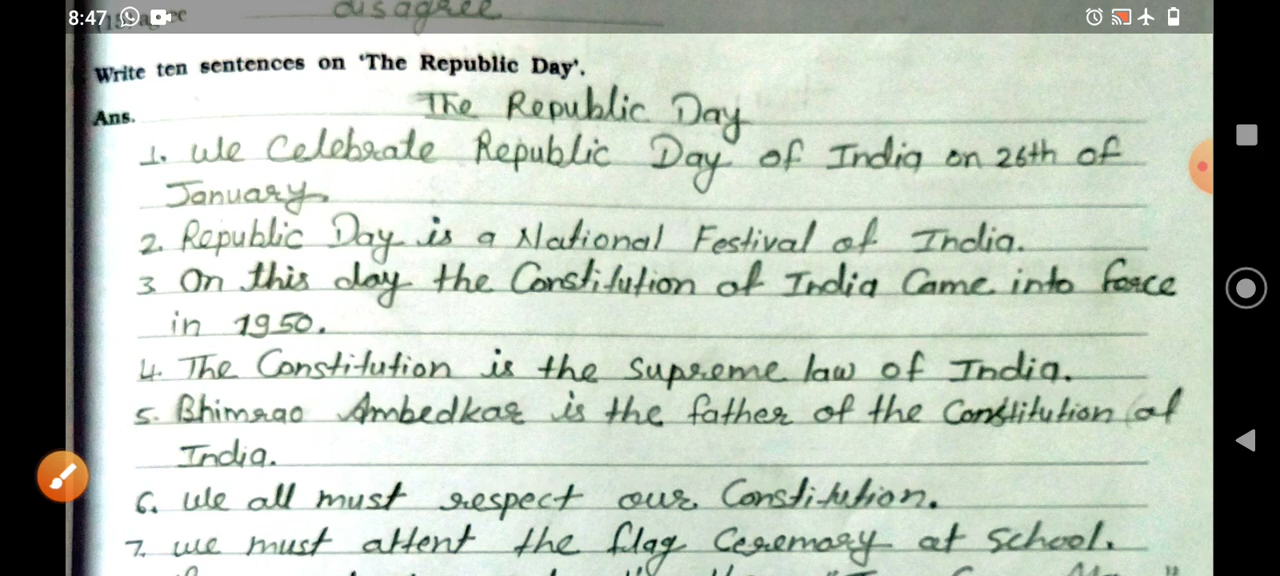 8:47
disagree
Write ten sentences on 'The Republic Day'.
Ans. The Republic Day
1. We Celebrate Republic Day of India on 26th of
January.
2. Republic Day is a National Festival of India.
3 On this day the Constitution of India Came into force
in 1950.
4. The Constitution is the Supreme law of India.
5. Bhimrao Ambedkar is the father of the Constitution of
India.
6. We all must respect our Constitution.
7. we must attent the flag Ceremony at School.